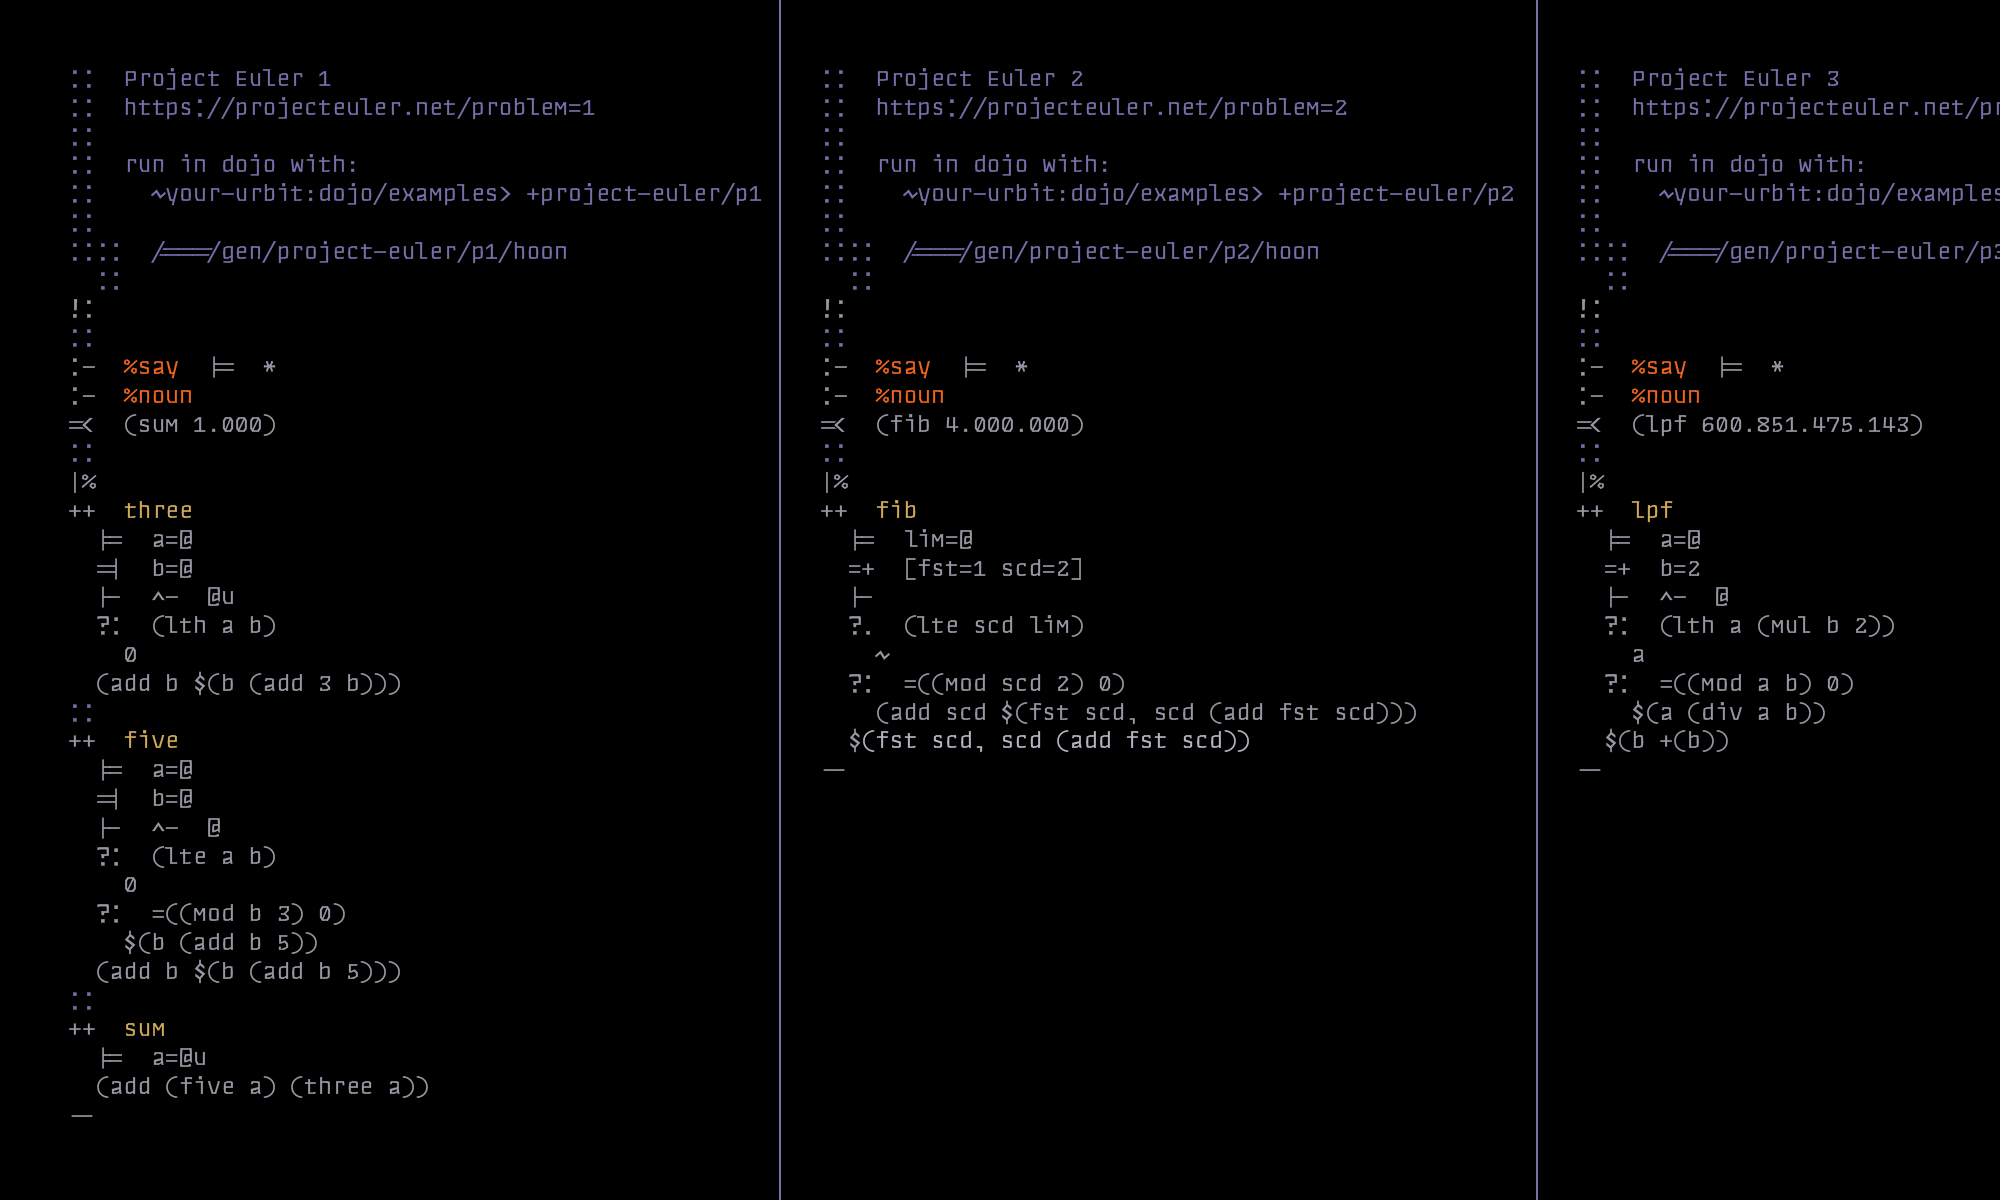 ::  Project Euler 1
::  https://projecteuler.net/problem=1
::
::  run in dojo with:
::    ~your-urbit:dojo/examples> +project-euler/p1
::
::::  /===/gen/project-euler/p1/hoon
  ::
!:
::
:-  %say  |=  *
:-  %noun
=<  (sum 1.000)
::
|%
++  three
  |=  a=@
  =|  b=@
  |-  ^-  @u
  ?:  (lth a b)
    0
  (add b $(b (add 3 b)))
::
++  five
  |=  a=@
  =|  b=@
  |-  ^-  @
  ?:  (lte a b)
    0
  ?:  =((mod b 3) 0)
    $(b (add b 5))
  (add b $(b (add b 5)))
::
++  sum
  |=  a=@u
  (add (five a) (three a))
--
::  Project Euler 2
::  https://projecteuler.net/problem=2
::
::  run in dojo with:
::    ~your-urbit:dojo/examples> +project-euler/p2
::
::::  /===/gen/project-euler/p2/hoon
  ::
!:
::
:-  %say  |=  *
:-  %noun
=<  (fib 4.000.000)
::
|%
++  fib
  |=  lim=@
  =+  [fst=1 scd=2]
  |-
  ?.  (lte scd lim)
    ~
  ?:  =((mod scd 2) 0)
    (add scd $(fst scd, scd (add fst scd)))
  $(fst scd, scd (add fst scd))
--
::  Project Euler 3
::  https://projecteuler.net/pr
::
::  run in dojo with:
::    ~your-urbit:dojo/examples
::
::::  /===/gen/project-euler/p3
  ::
!:
::
:-  %say  |=  *
:-  %noun
=<  (lpf 600.851.475.143)
::
|%
++  lpf
  |=  a=@
  =+  b=2
  |-  ^-  @
  ?:  (lth a (mul b 2))
    a
  ?:  =((mod a b) 0)
    $(a (div a b))
  $(b +(b))
--